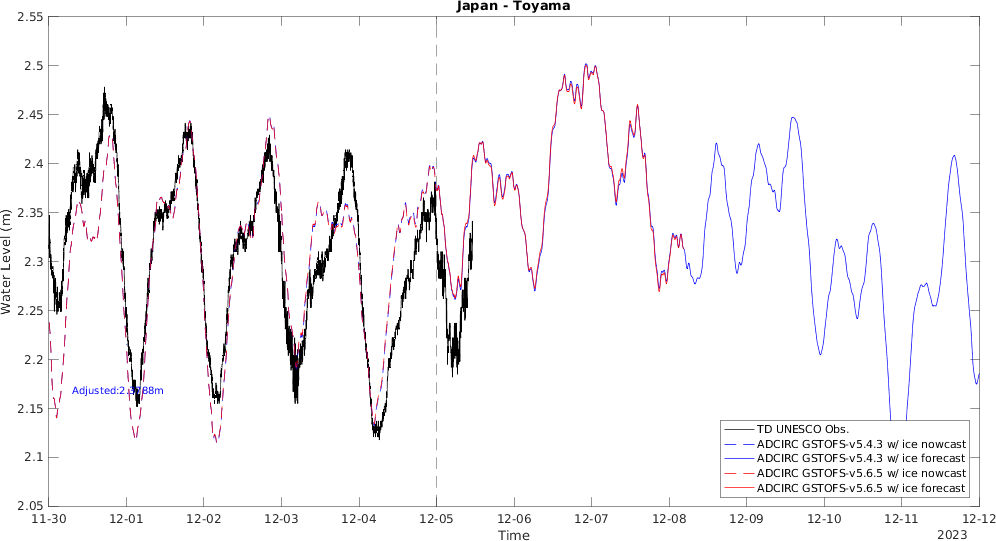 Japan - Toyama
2.55
2.5
2.45
2.4
2.35
2.3
2.25
2.2
2.15
2.1
2.05
Water Level (m)
TD UNESCO Obs.
ADCIRC GSTOFS-v5.4.3 w/ ice nowcast
ADCIRC GSTOFS-v5.4.3 w/ ice forecast
ADCIRC GSTOFS-v5.6.5 w/ ice nowcast
ADCIRC GSTOFS-v5.6.5 w/ ice forecast
11-30 12-01 12-02 12-03 12-04 12-05 12-06 12-07 12-08 12-09 12-10 12-11 12-12
Time
2023